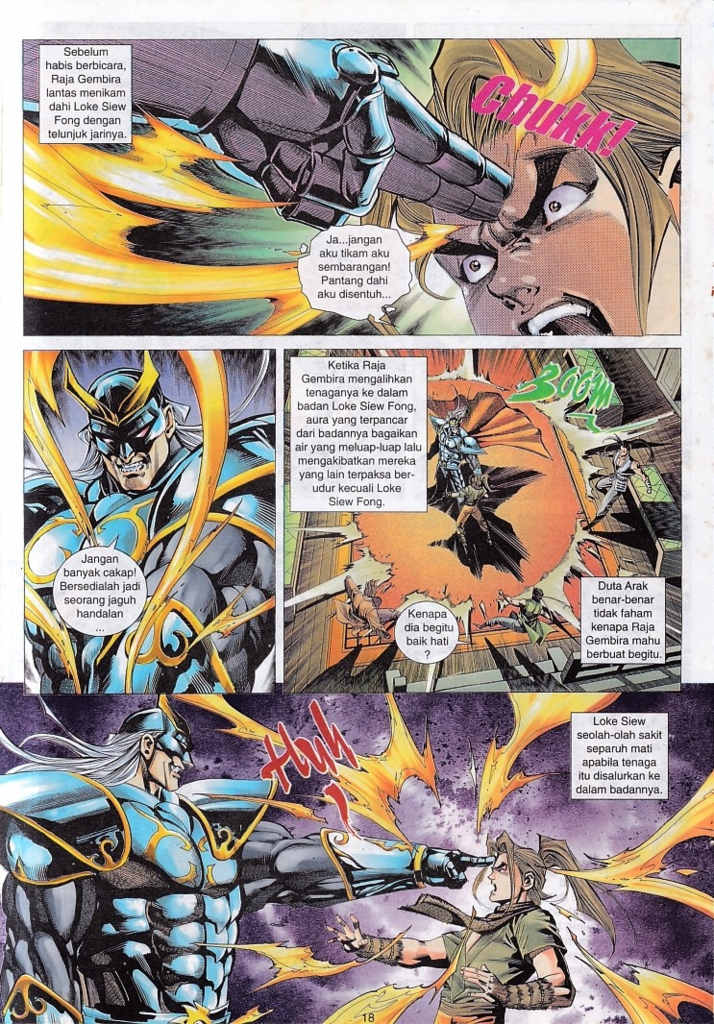 Sebelum
habis berbicara,
Raja Gembira
lantas menikam
dahi Loke Siew
Fong dengan
telunjuk jarinya.
Chukk!
Ja...jangan
aku tikam aku
sembarangan!
Pantang dahi
aku disentuh...
Jangan
banyak cakap!
Bersedialah jadi
seorang jaguh
handalan
...
Ketika Raja
Gembira mengalihkan
tenaganya ke dalam
badan Loke Siew Fong,
aura yang terpancar
dari badannya bagaikan
air yang meluap-luap lalu
mengakibatkan mereka
yang lain terpaksa ber-
udur kecuali Loke
Siew Fong.
BOOM
Kenapa
dia begitu
baik hati
?
Duta Arak
benar-benar
tidak faham
kenapa Raja
Gembira mahu
berbuat begitu.
Huh!
Loke Siew
seolah-olah sakit
separuh mati
apabila tenaga
itu disalurkan ke
dalam badannya.
18